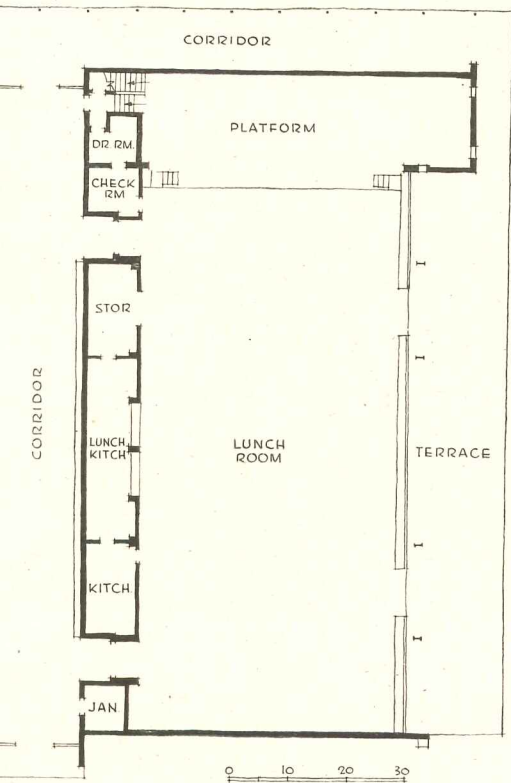 CORRIDOR
PLATFORM
DR. RM.
CHECK
RM
STOR
CORRIDOR
LUNCH
KITCH
LUNCH
ROOM
TERRACE
KITCH.
JAN.
0 10 20 30